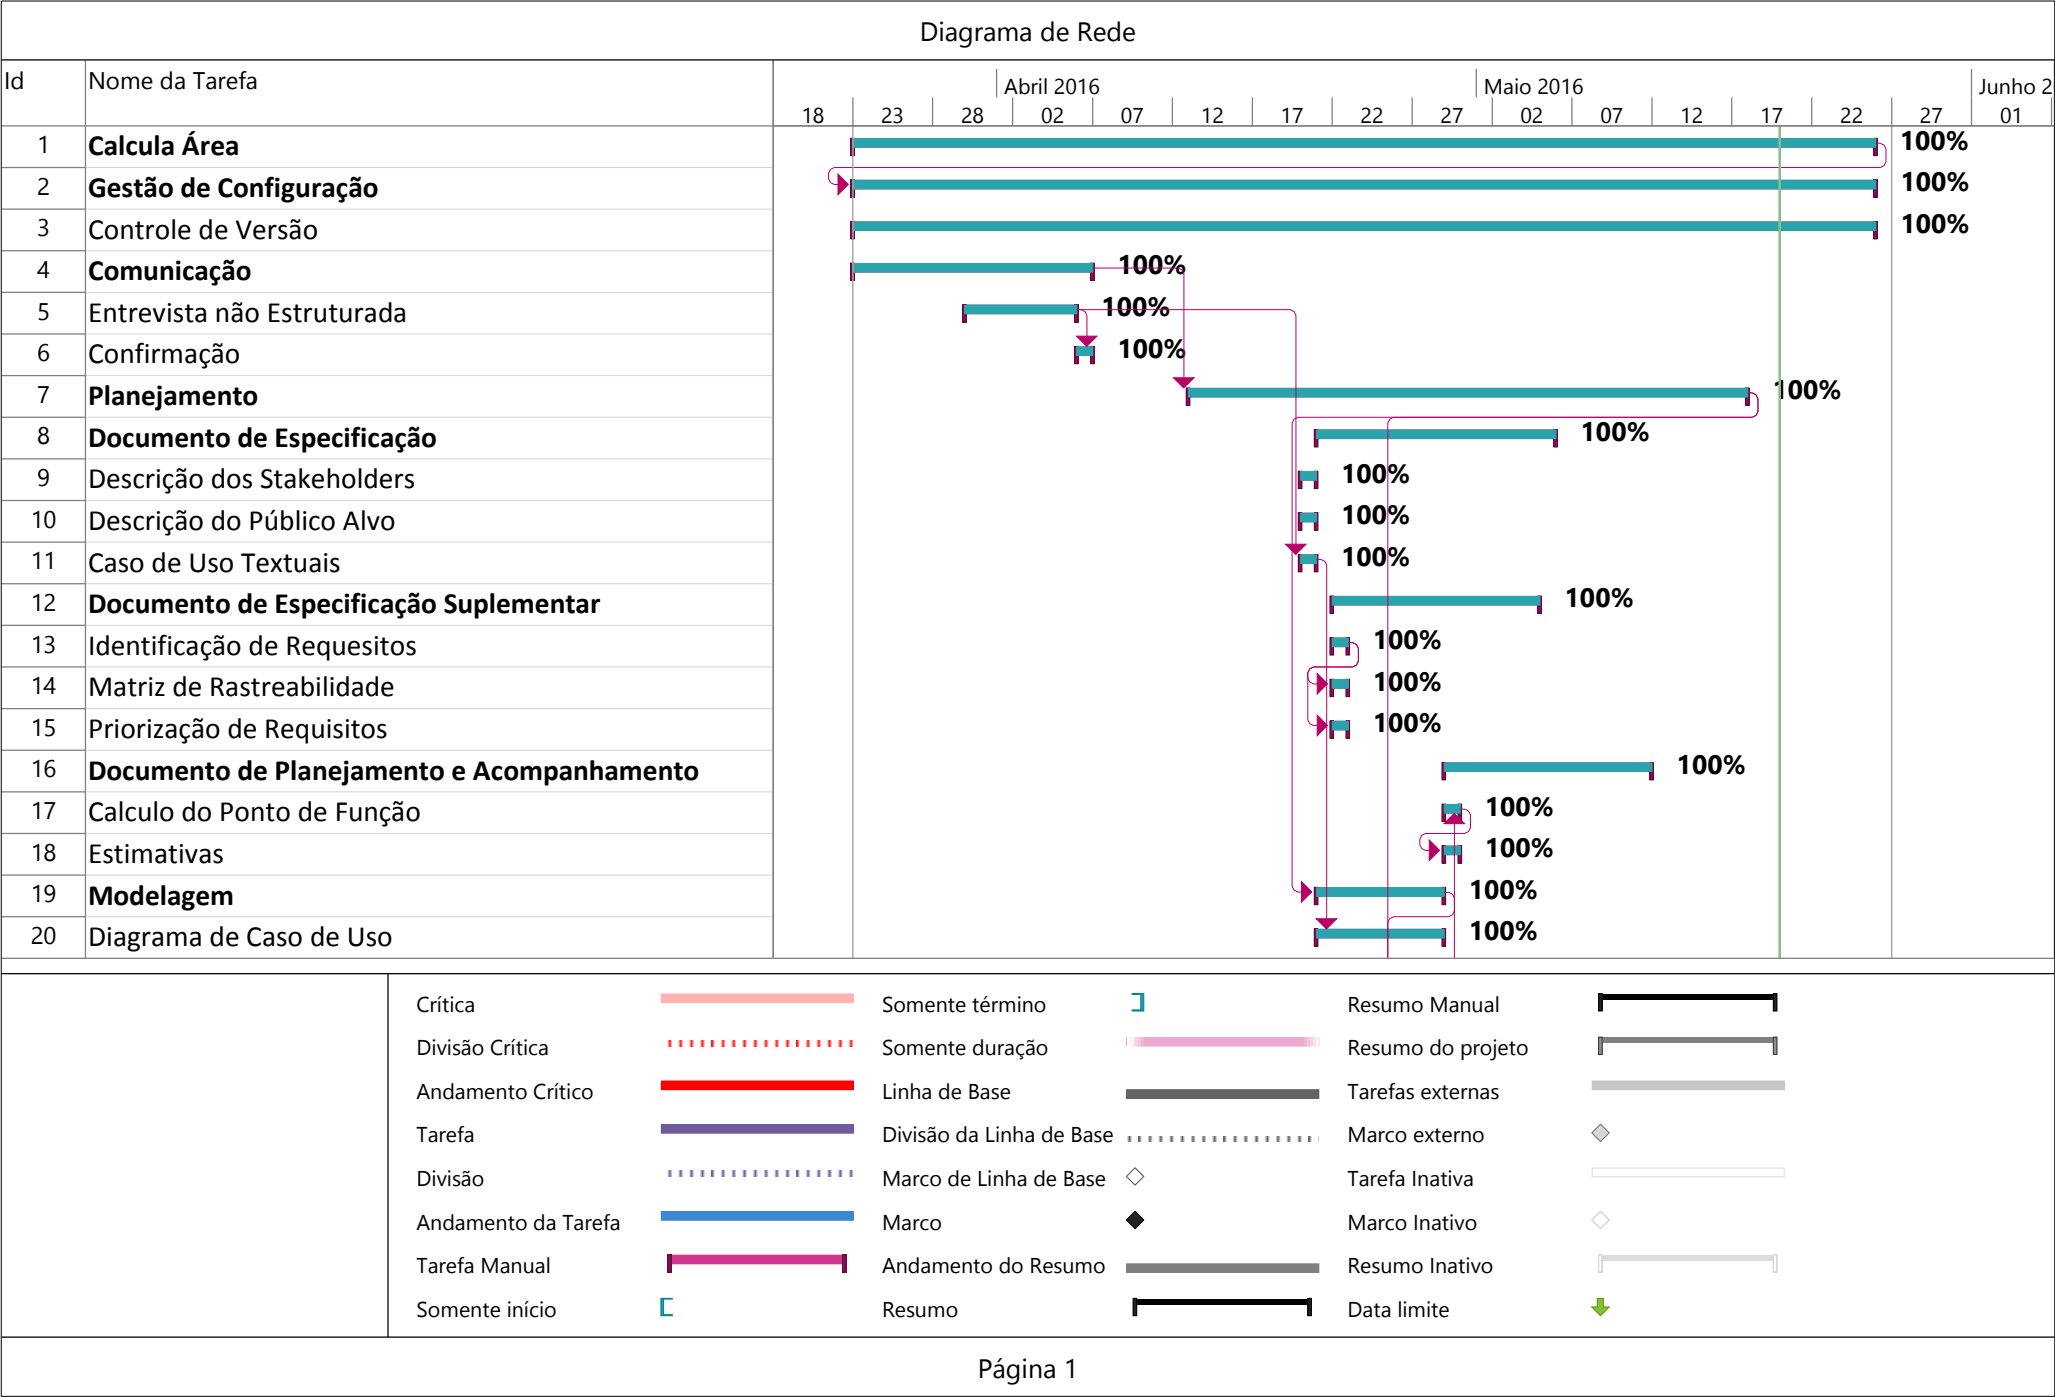 Diagrama de Rede
Id Nome da Tarefa
Abril 2016 Maio 2016 Junho 2
18 23 28 02 07 12 17 22 27 02 07 12 17 22 27 01
1 Calcula Área 100%
2 Gestão de Configuração 100%
3 Controle de Versão 100%
4 Comunicação 100%
5 Entrevista não Estruturada 100%
6 Confirmação 100%
7 Planejamento 100%
8 Documento de Especificação 100%
9 Descrição dos Stakeholders 100%
10 Descrição do Público Alvo 100%
11 Caso de Uso Textuais 100%
12 Documento de Especificação Suplementar 100%
13 Identificação de Requesitos 100%
14 Matriz de Rastreabilidade 100%
15 Priorização de Requisitos 100%
16 Documento de Planejamento e Acompanhamento 100%
17 Calculo do Ponto de Função 100%
18 Estimativas 100%
19 Modelagem 100%
20 Diagrama de Caso de Uso 100%
Crítica Somente término Resumo Manual
Divisão Crítica Somente duração Resumo do projeto
Andamento Crítico Linha de Base Tarefas externas
Tarefa Divisão da Linha de Base Marco externo
Divisão Marco de Linha de Base Tarefa Inativa
Andamento da Tarefa Marco Marco Inativo
Tarefa Manual Andamento do Resumo Resumo Inativo
Somente início Resumo Data limite
Página 1